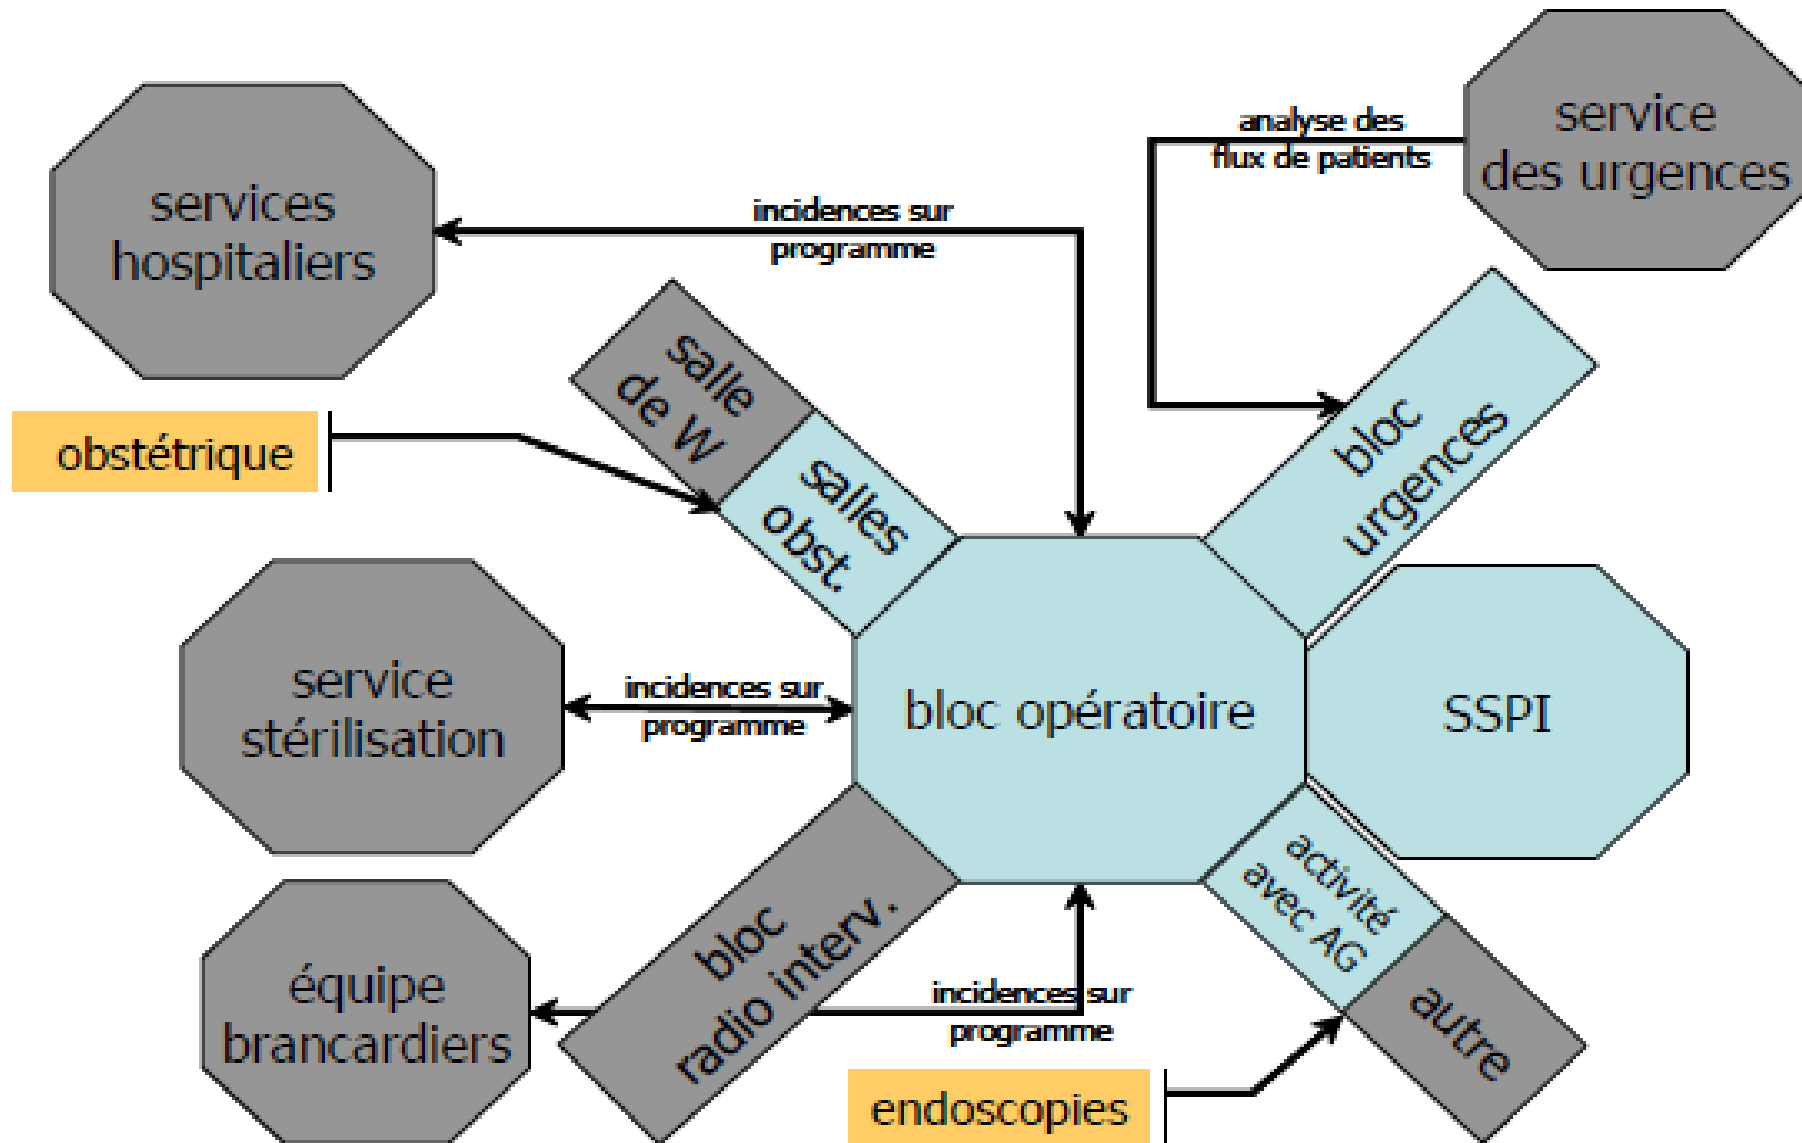 service
des urgences
analyse des
flux de patients
services
hospitaliers
incidences sur
programme
salle
de W
bloc
urgences
obstétrique
salles
obst.
service
stérilisation
incidences sur
programme
bloc opératoire
SSPI
activité
avec AG
bloc
radio interv.
équipe
brancardiers
incidences sur
programme
autre
endoscopies